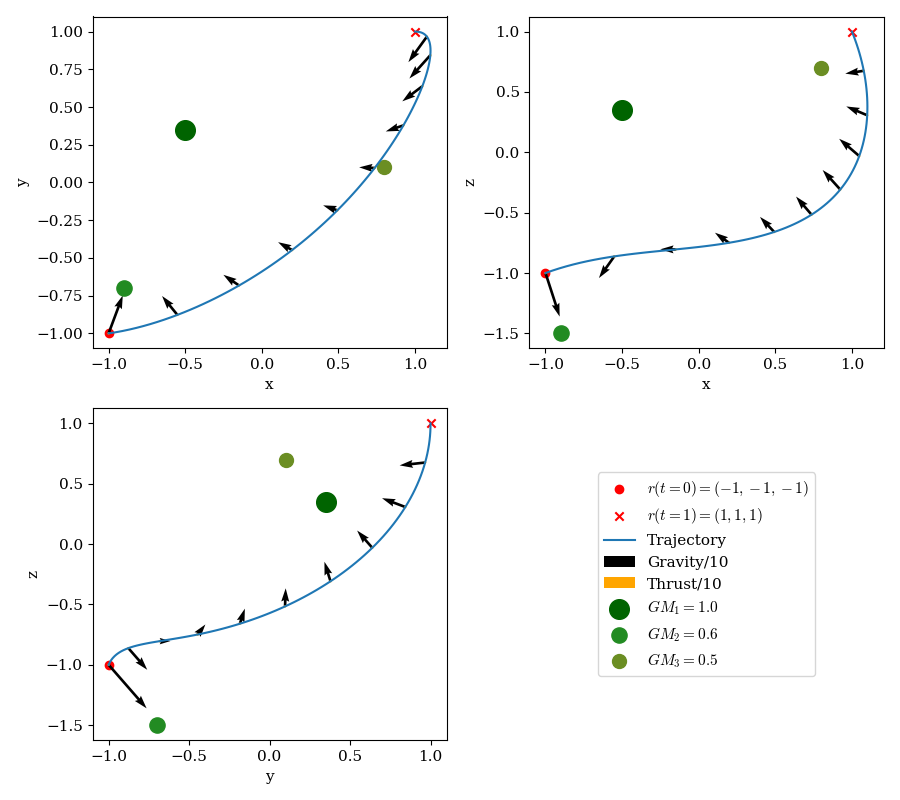 1.00
0.75
0.50
0.25
0.00
−0.25
−0.50
−0.75
−1.00
−1.0 −0.5 0.0 0.5 1.0
x
y
1.0
0.5
0.0
−0.5
−1.0
−1.5
−1.0 −0.5 0.0 0.5 1.0
x
z
1.0
0.5
0.0
−0.5
−1.0
−1.5
−1.0 −0.5 0.0 0.5 1.0
y
z
r(t = 0) = (−1, −1, −1)
r(t = 1) = (1, 1, 1)
Trajectory
Gravity/10
Thrust/10
GM₁ = 1.0
GM₂ = 0.6
GM₃ = 0.5